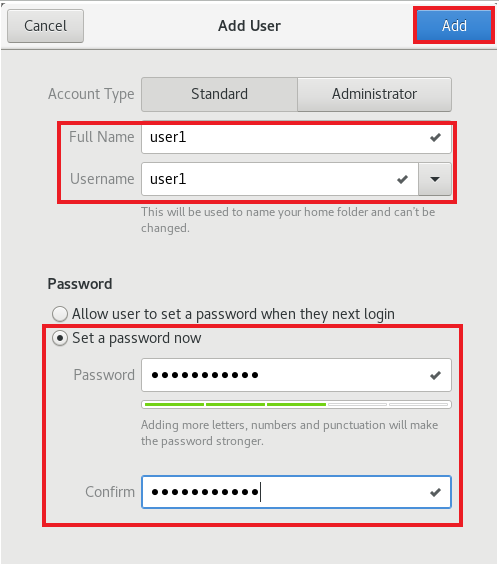 Cancel Add User Add
Account Type Standard Administrator
Full Name user1
Username user1
This will be used to name your home folder and can't be
changed.
Password
Allow user to set a password when they next login
Set a password now
Password ●●●●●●●●●●●
Adding more letters, numbers and punctuation will make
the password stronger.
Confirm ●●●●●●●●●●●